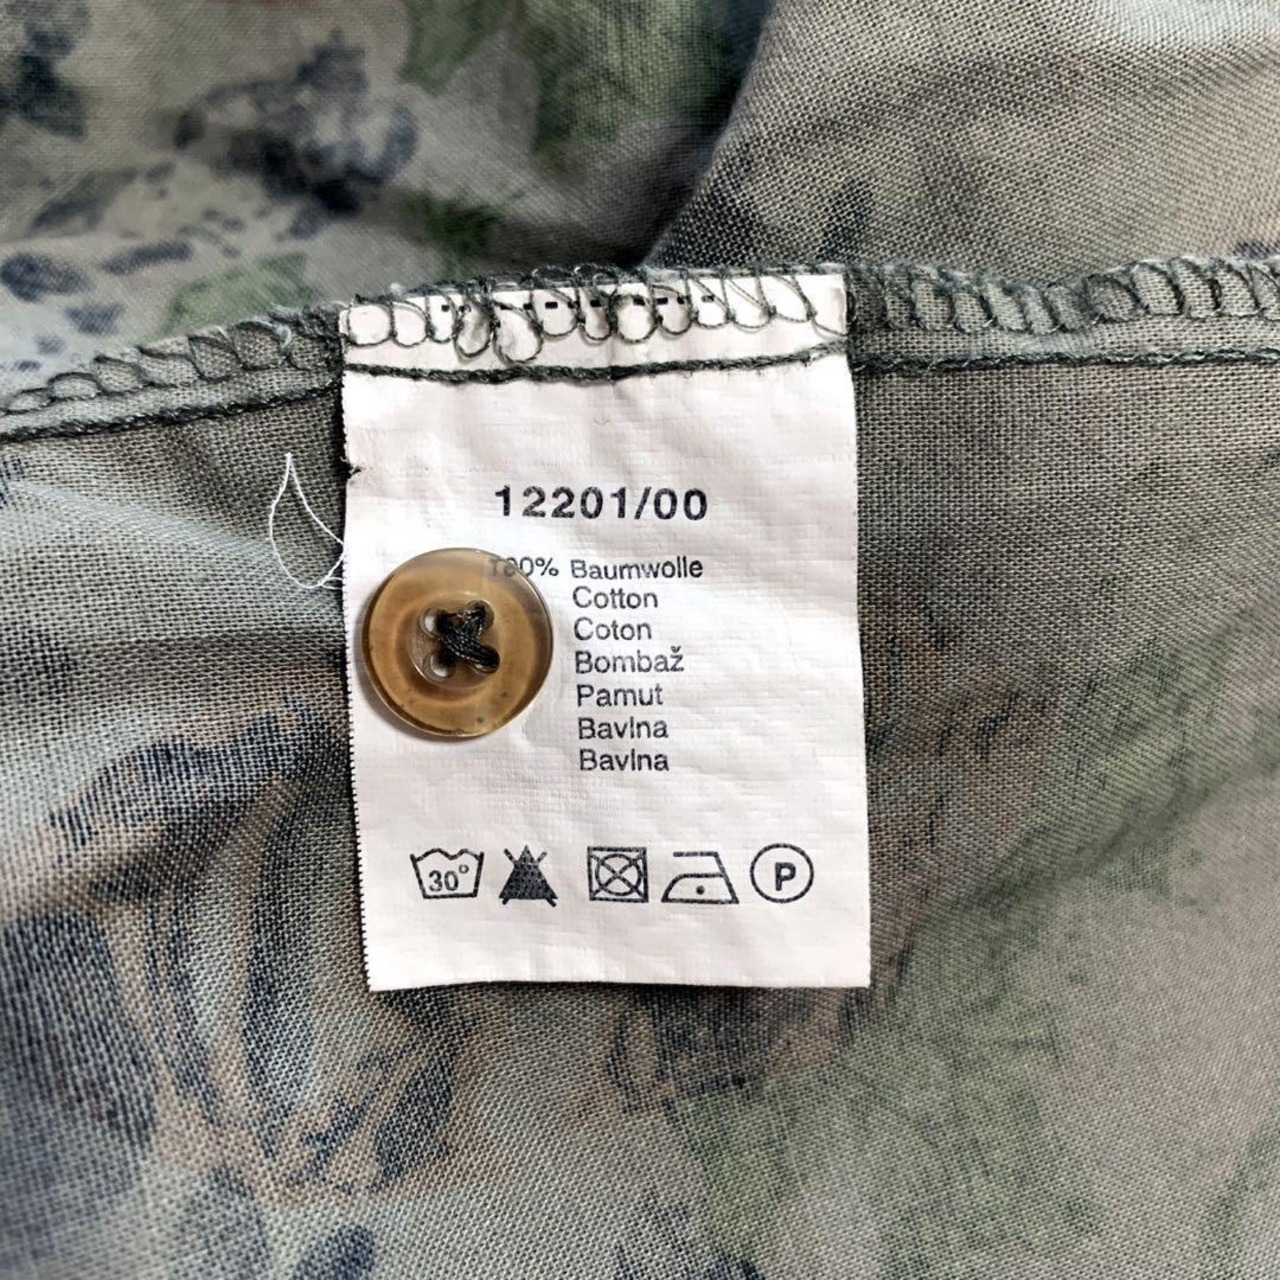 12201/00
100% Baumwolle
Cotton
Coton
Bombaž
Pamut
Bavlna
Bavlna
30°
P